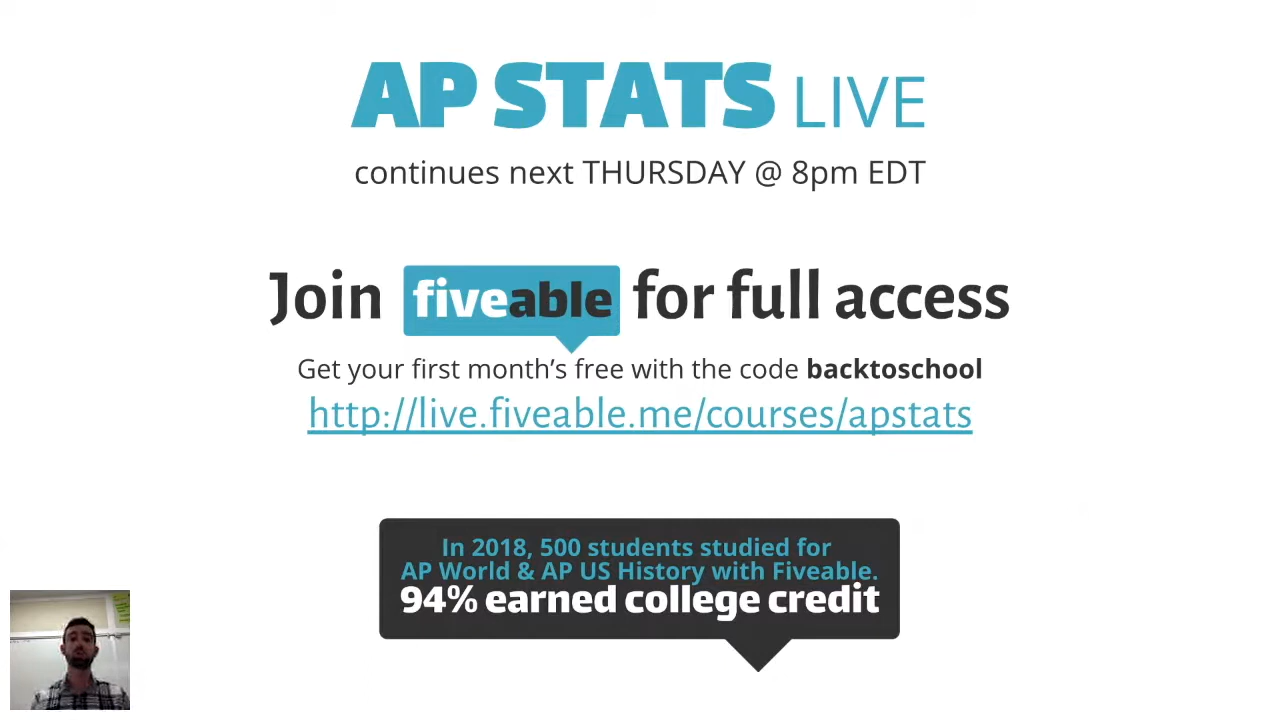 AP STATS LIVE
continues next THURSDAY @ 8pm EDT
Join fiveable for full access
Get your first month's free with the code backtoschool
http://live.fiveable.me/courses/apstats
In 2018, 500 students studied for
AP World & AP US History with Fiveable.
94% earned college credit